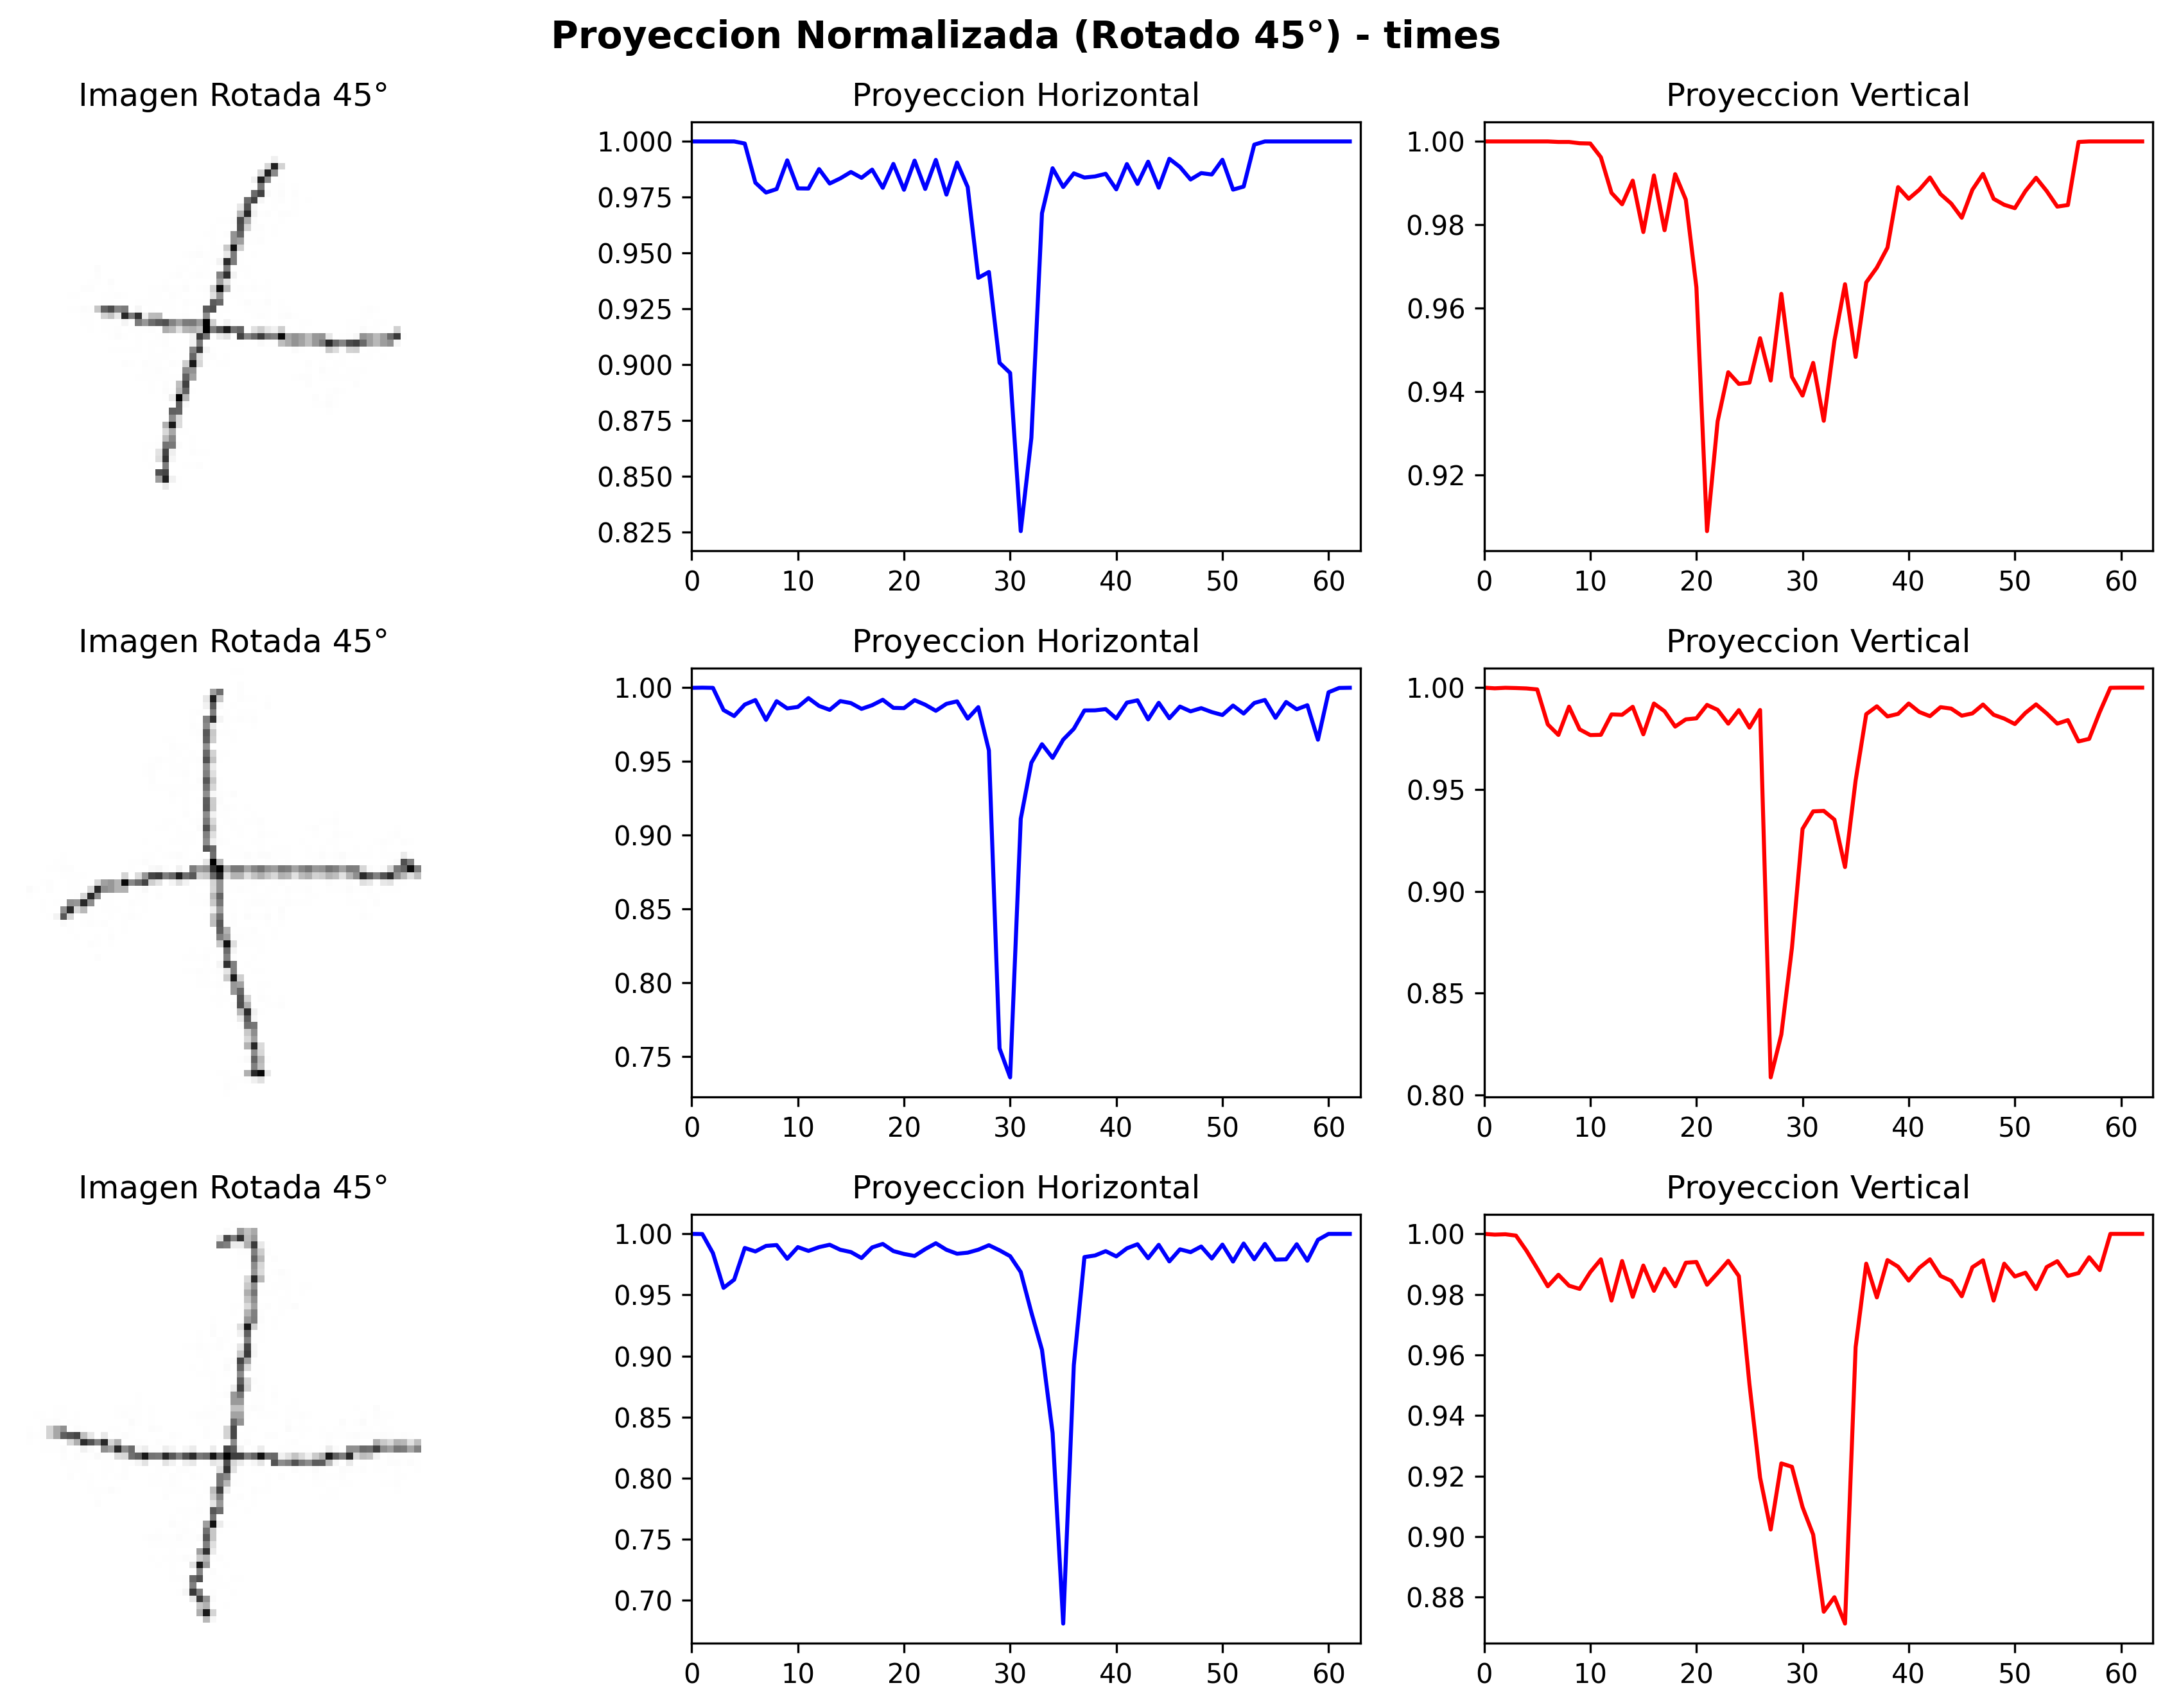 Proyeccion Normalizada (Rotado 45°) - times
Imagen Rotada 45°
Proyeccion Horizontal
Proyeccion Vertical
1.000
0.975
0.950
0.925
0.900
0.875
0.850
0.825
0 10 20 30 40 50 60
1.00
0.98
0.96
0.94
0.92
0 10 20 30 40 50 60
Imagen Rotada 45°
Proyeccion Horizontal
Proyeccion Vertical
1.00
0.95
0.90
0.85
0.80
0.75
0 10 20 30 40 50 60
1.00
0.95
0.90
0.85
0.80
0 10 20 30 40 50 60
Imagen Rotada 45°
Proyeccion Horizontal
Proyeccion Vertical
1.00
0.95
0.90
0.85
0.80
0.75
0.70
0 10 20 30 40 50 60
1.00
0.98
0.96
0.94
0.92
0.90
0.88
0 10 20 30 40 50 60